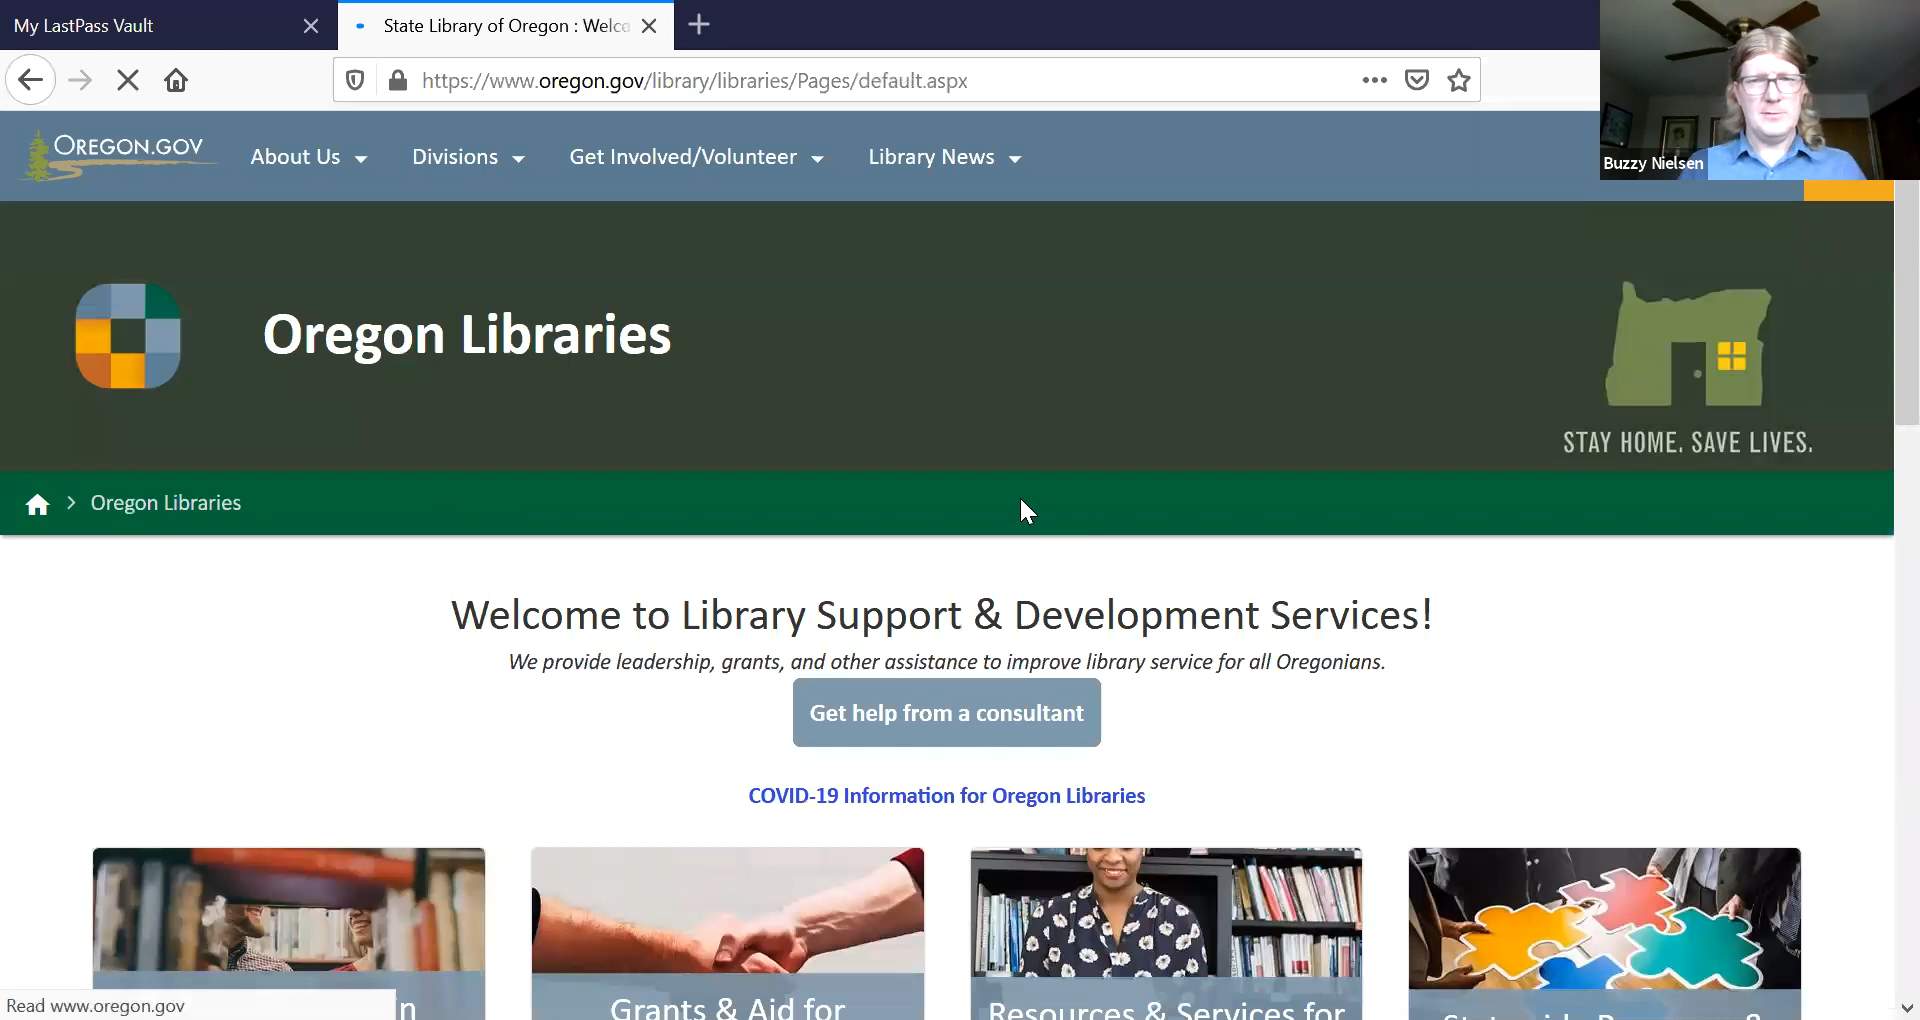 My LastPass Vault
State Library of Oregon : Welco
https://www.oregon.gov/library/libraries/Pages/default.aspx
Buzzy Nielsen
OREGON.GOV
About Us
Divisions
Get Involved/Volunteer
Library News
Oregon Libraries
STAY HOME. SAVE LIVES.
Oregon Libraries
Welcome to Library Support & Development Services!
We provide leadership, grants, and other assistance to improve library service for all Oregonians.
Get help from a consultant
COVID-19 Information for Oregon Libraries
Grants & Aid for
Resources & Services for
Read www.oregon.gov